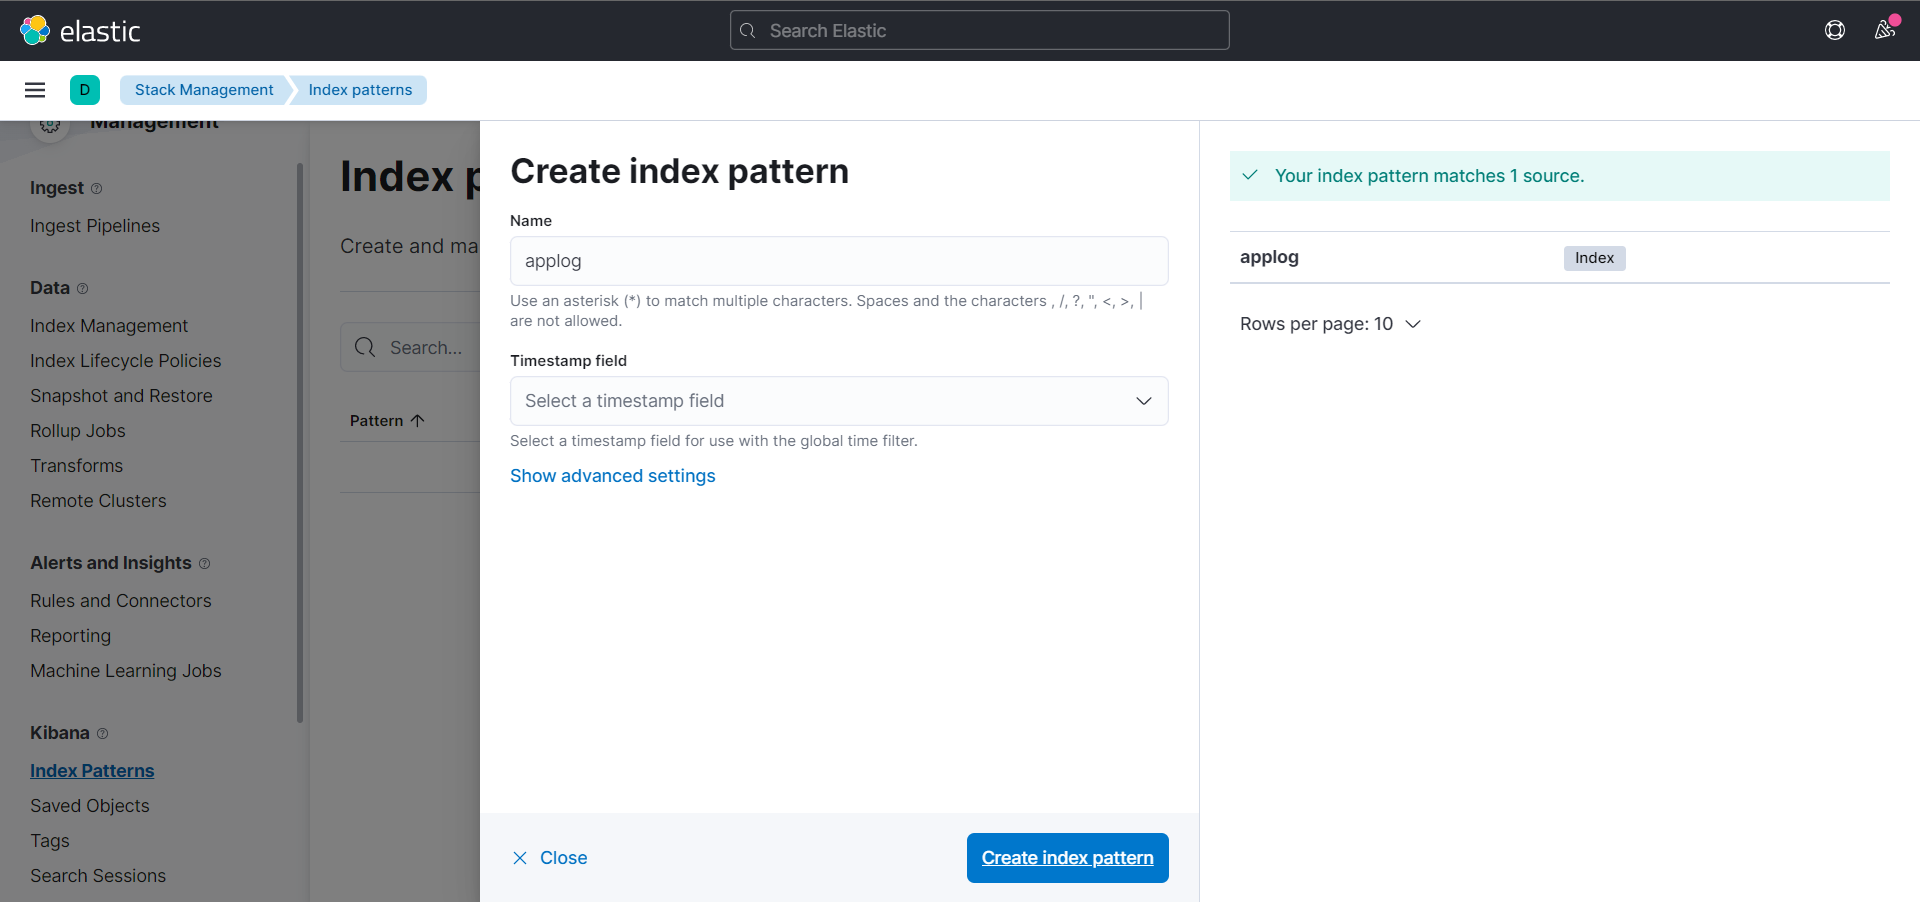 elastic
Search Elastic
D
Stack Management
Index patterns
Management
Ingest
Ingest Pipelines
Data
Index Management
Index Lifecycle Policies
Snapshot and Restore
Rollup Jobs
Transforms
Remote Clusters
Alerts and Insights
Rules and Connectors
Reporting
Machine Learning Jobs
Kibana
Index Patterns
Saved Objects
Tags
Search Sessions
Index p
Create and ma
Search...
Pattern
Create index pattern
Name
applog
Use an asterisk (*) to match multiple characters. Spaces and the characters , /, ?, ", <, >, |
are not allowed.
Timestamp field
Select a timestamp field
Select a timestamp field for use with the global time filter.
Show advanced settings
Close
Create index pattern
Your index pattern matches 1 source.
applog Index
Rows per page: 10